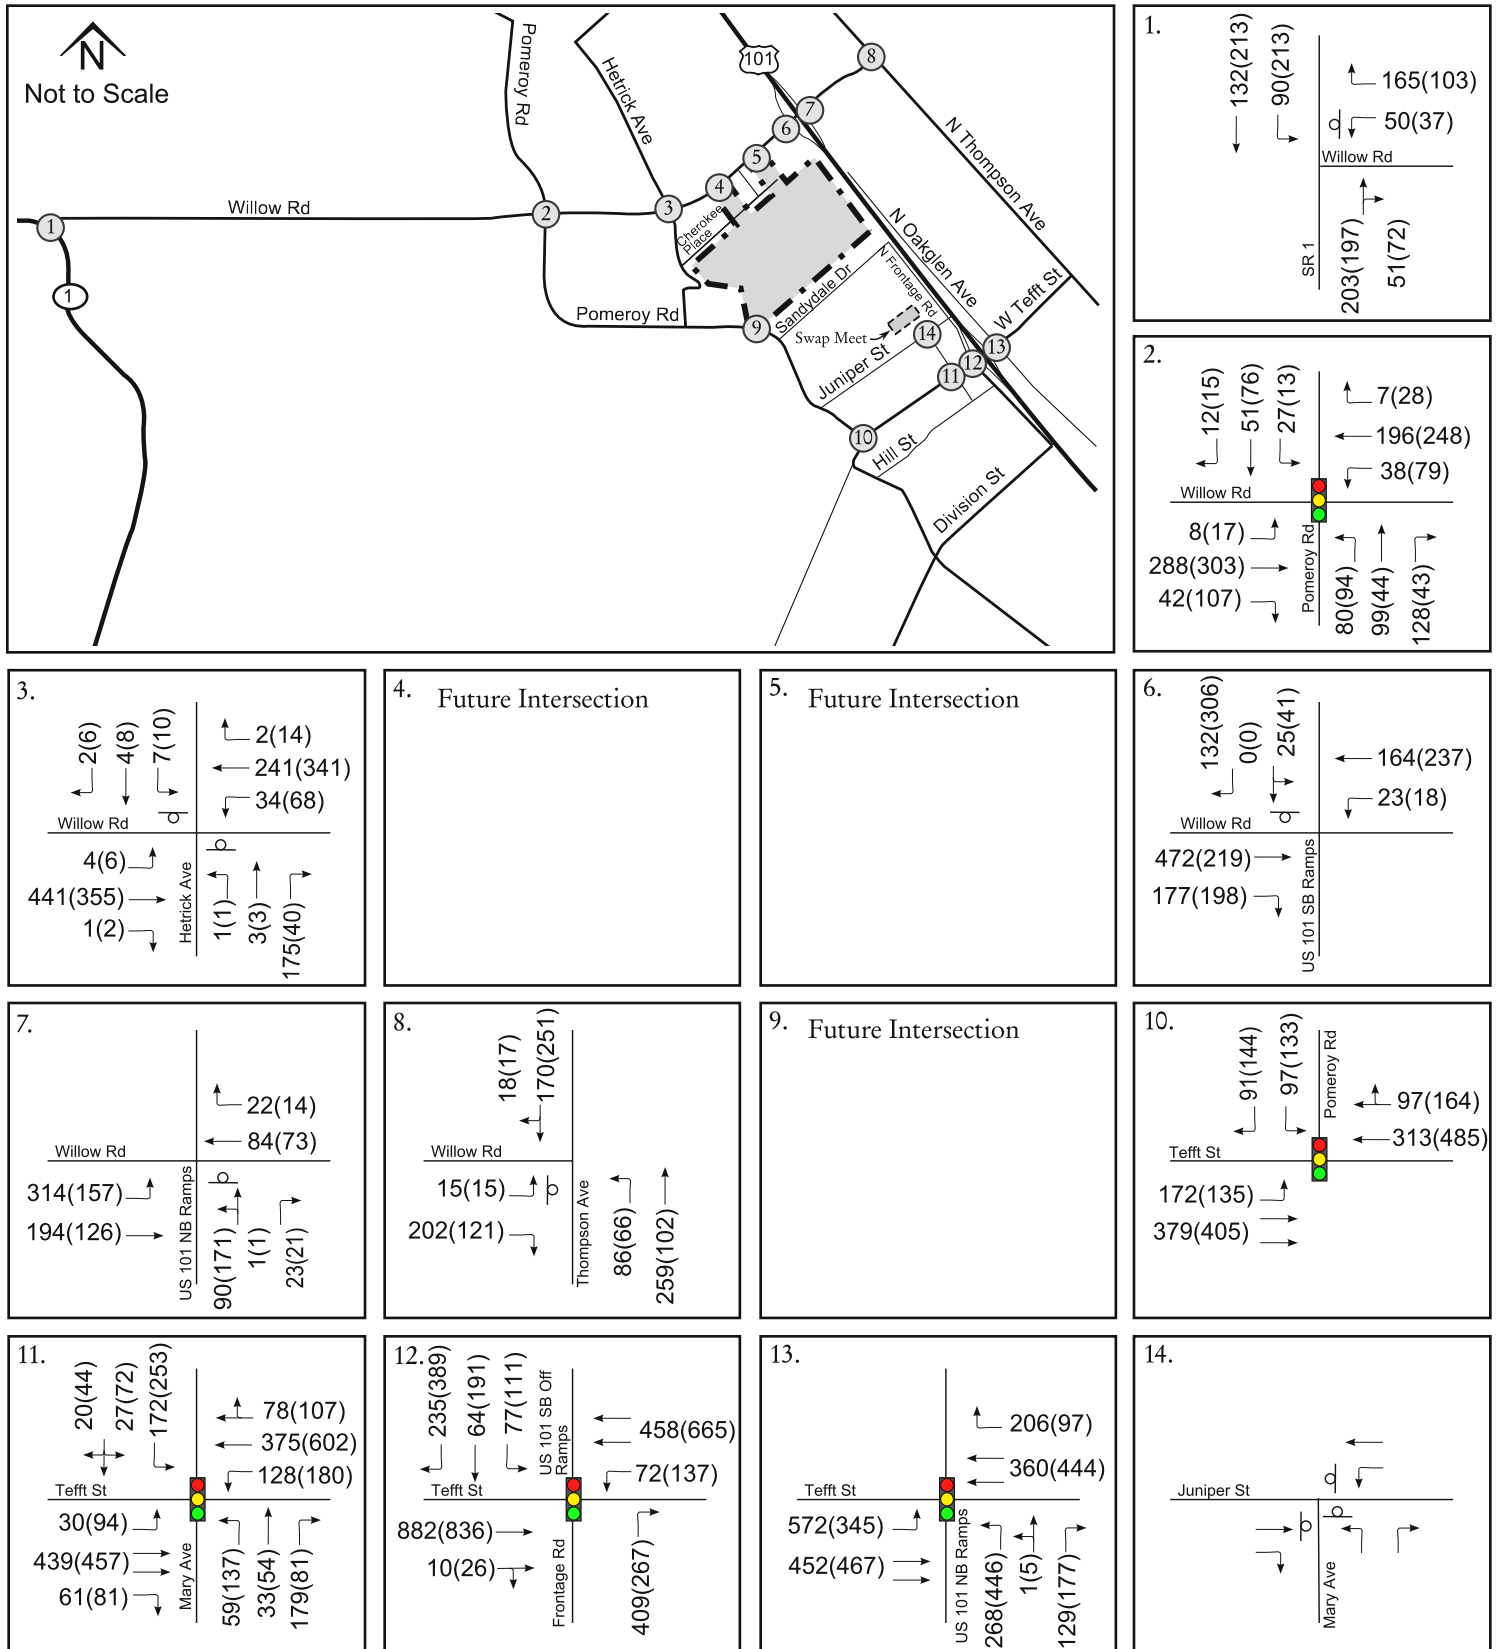 N
Not to Scale
Pomeroy Rd
Hetrick Ave
101
8
7
6
5
4
3
2
1
Willow Rd
N Thompson Ave
Cherokee
Place
N Oakglen Ave
N Frontage Rd
Sandydale Dr
W Tefft St
1
Pomeroy Rd
9
Swap Meet
14
13
12
11
Juniper St
10
Hill St
Division St
1.
132(213)
90(213)
165(103)
50(37)
Willow Rd
SR 1
203(197)
51(72)
2.
12(15)
51(76)
27(13)
7(28)
196(248)
38(79)
Willow Rd
8(17)
288(303)
42(107)
Pomeroy Rd
80(94)
99(44)
128(43)
3.
2(6)
4(8)
7(10)
2(14)
241(341)
34(68)
Willow Rd
4(6)
441(355)
1(2)
Hetrick Ave
1(1)
3(3)
175(40)
4.
Future Intersection
5.
Future Intersection
6.
132(306)
0(0)
25(41)
164(237)
23(18)
Willow Rd
472(219)
177(198)
US 101 SB Ramps
7.
22(14)
84(73)
Willow Rd
314(157)
194(126)
US 101 NB Ramps
90(171)
1(1)
23(21)
8.
18(17)
170(251)
Willow Rd
15(15)
202(121)
Thompson Ave
86(66)
259(102)
9.
Future Intersection
10.
91(144)
97(133)
Pomeroy Rd
97(164)
313(485)
Tefft St
172(135)
379(405)
11.
20(44)
27(72)
172(253)
78(107)
375(602)
128(180)
Tefft St
30(94)
439(457)
61(81)
Mary Ave
59(137)
33(54)
179(81)
12.
235(389)
64(191)
77(111)
US 101 SB Off
Ramps
458(665)
72(137)
Tefft St
882(836)
10(26)
Frontage Rd
409(267)
13.
206(97)
360(444)
Tefft St
572(345)
452(467)
US 101 NB Ramps
268(446)
1(5)
129(177)
14.
Juniper St
Mary Ave